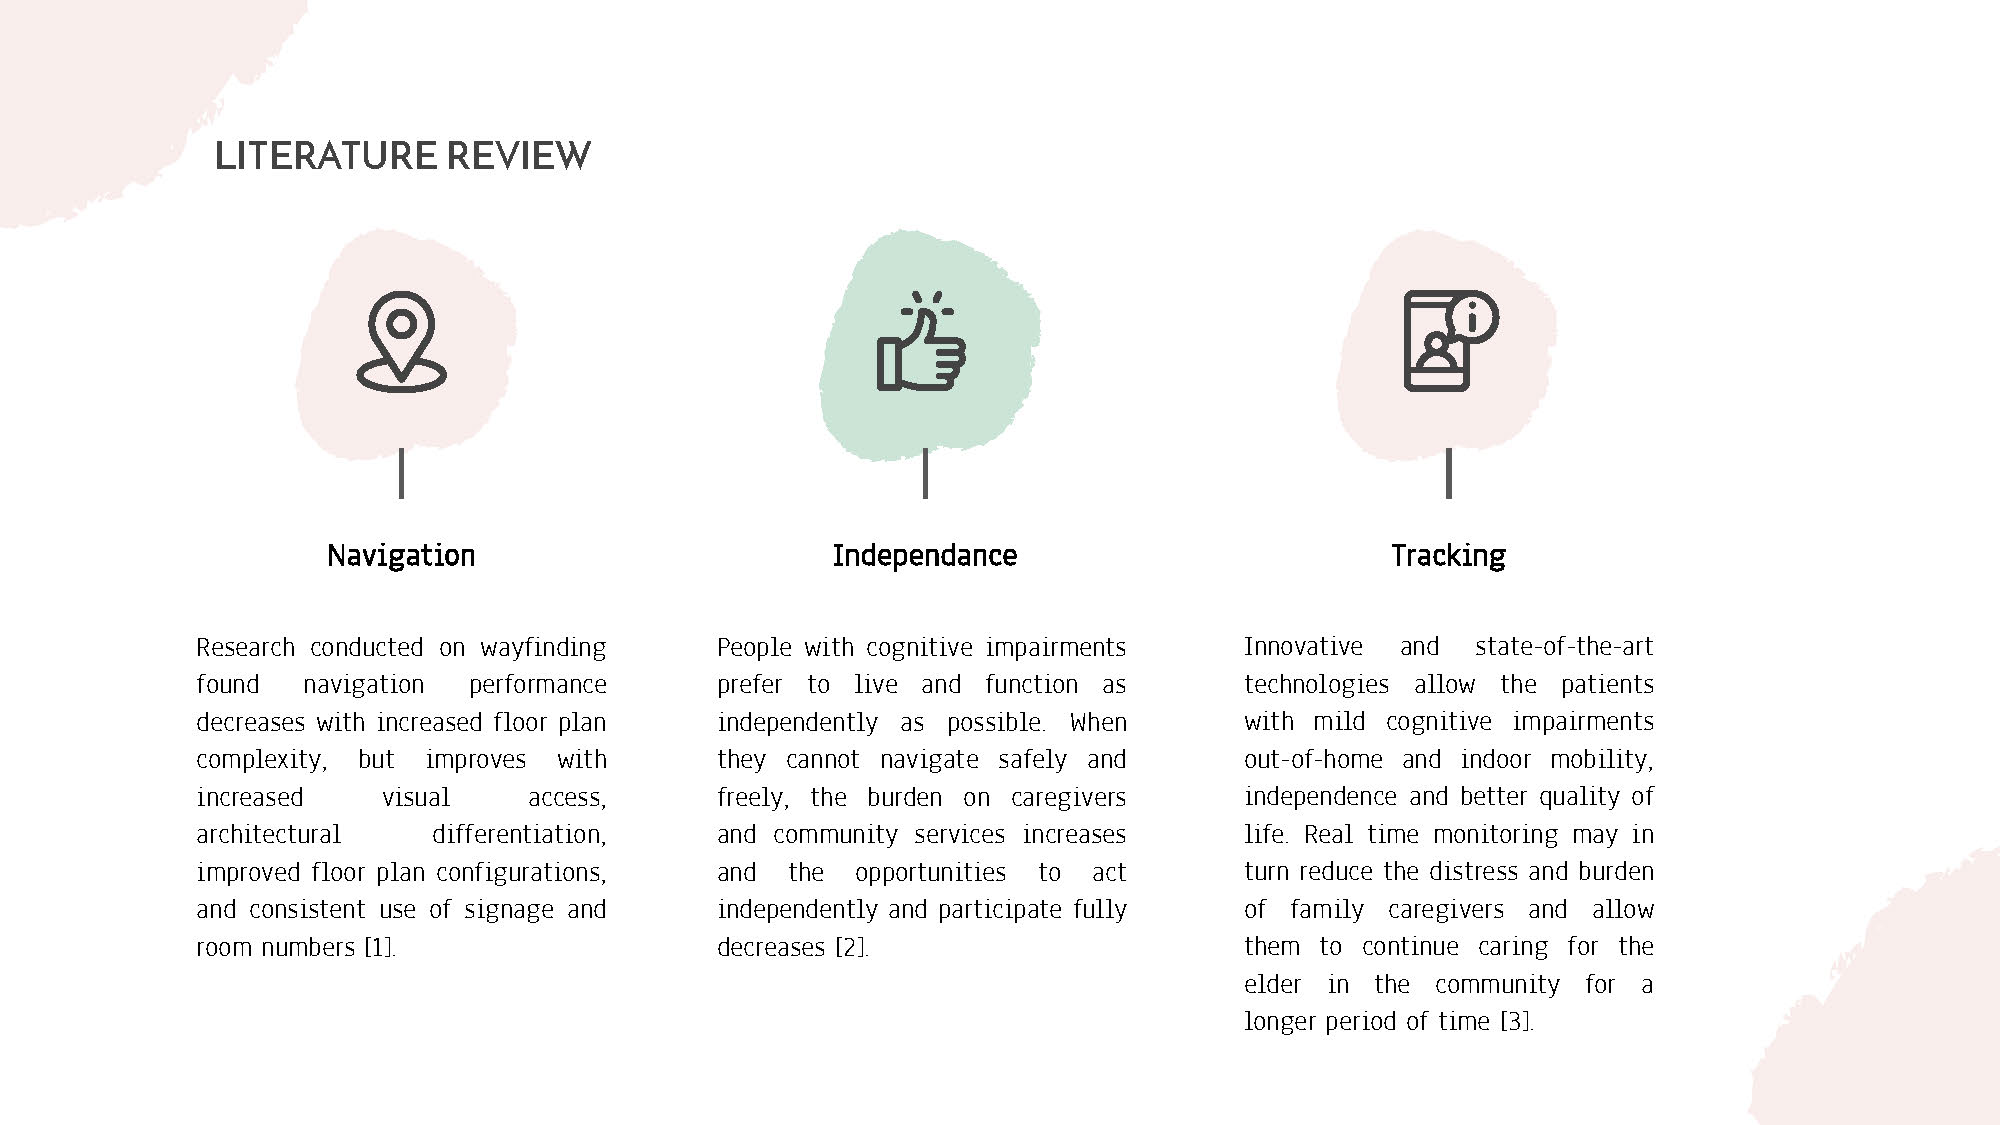 LITERATURE REVIEW
Navigation
Research conducted on wayfinding
found navigation performance
decreases with increased floor plan
complexity, but improves with
increased visual access,
architectural differentiation,
improved floor plan configurations,
and consistent use of signage and
room numbers [1].
Independance
People with cognitive impairments
prefer to live and function as
independently as possible. When
they cannot navigate safely and
freely, the burden on caregivers
and community services increases
and the opportunities to act
independently and participate fully
decreases [2].
Tracking
Innovative and state-of-the-art
technologies allow the patients
with mild cognitive impairments
out-of-home and indoor mobility,
independence and better quality of
life. Real time monitoring may in
turn reduce the distress and burden
of family caregivers and allow
them to continue caring for the
elder in the community for a
longer period of time [3].